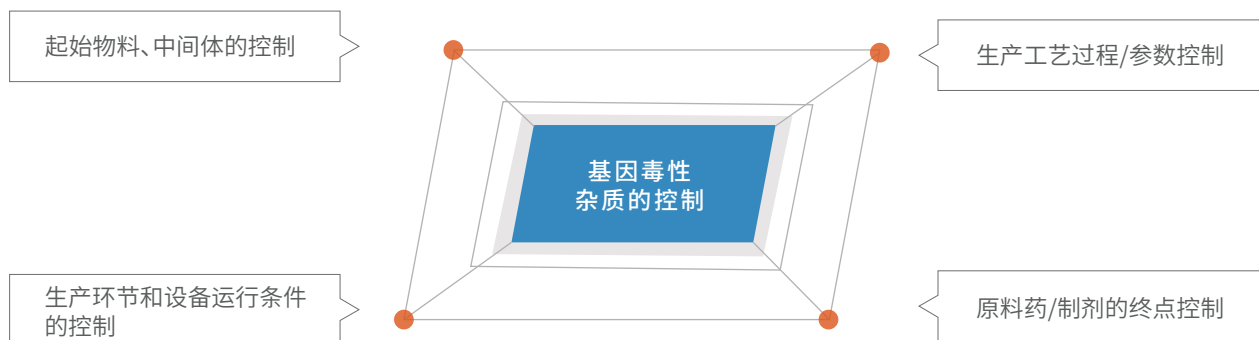 起始物料、中间体的控制
生产工艺过程/参数控制
基因毒性
杂质的控制
生产环节和设备运行条件
的控制
原料药/制剂的终点控制